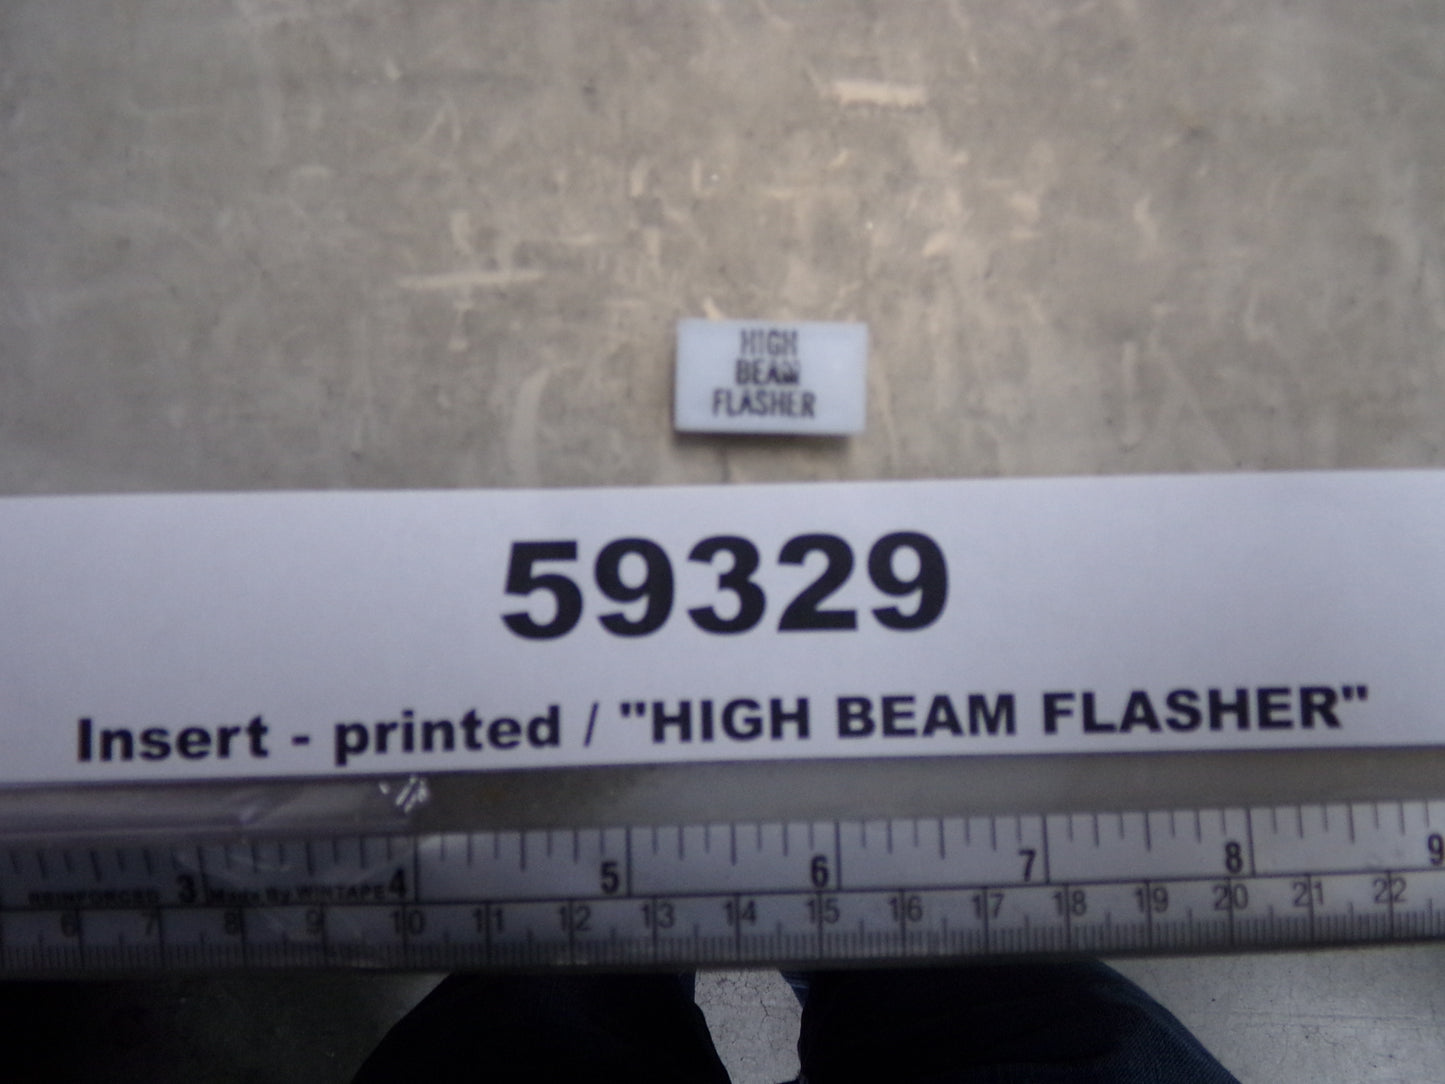 HIGH
BEAM
FLASHER
59329
Insert - printed / "HIGH BEAM FLASHER"
3 4 5 6 7 8 9
REINFORCED Made By WINTAPE
6 7 8 9 10 11 12 13 14 15 16 17 18 19 20 21 22